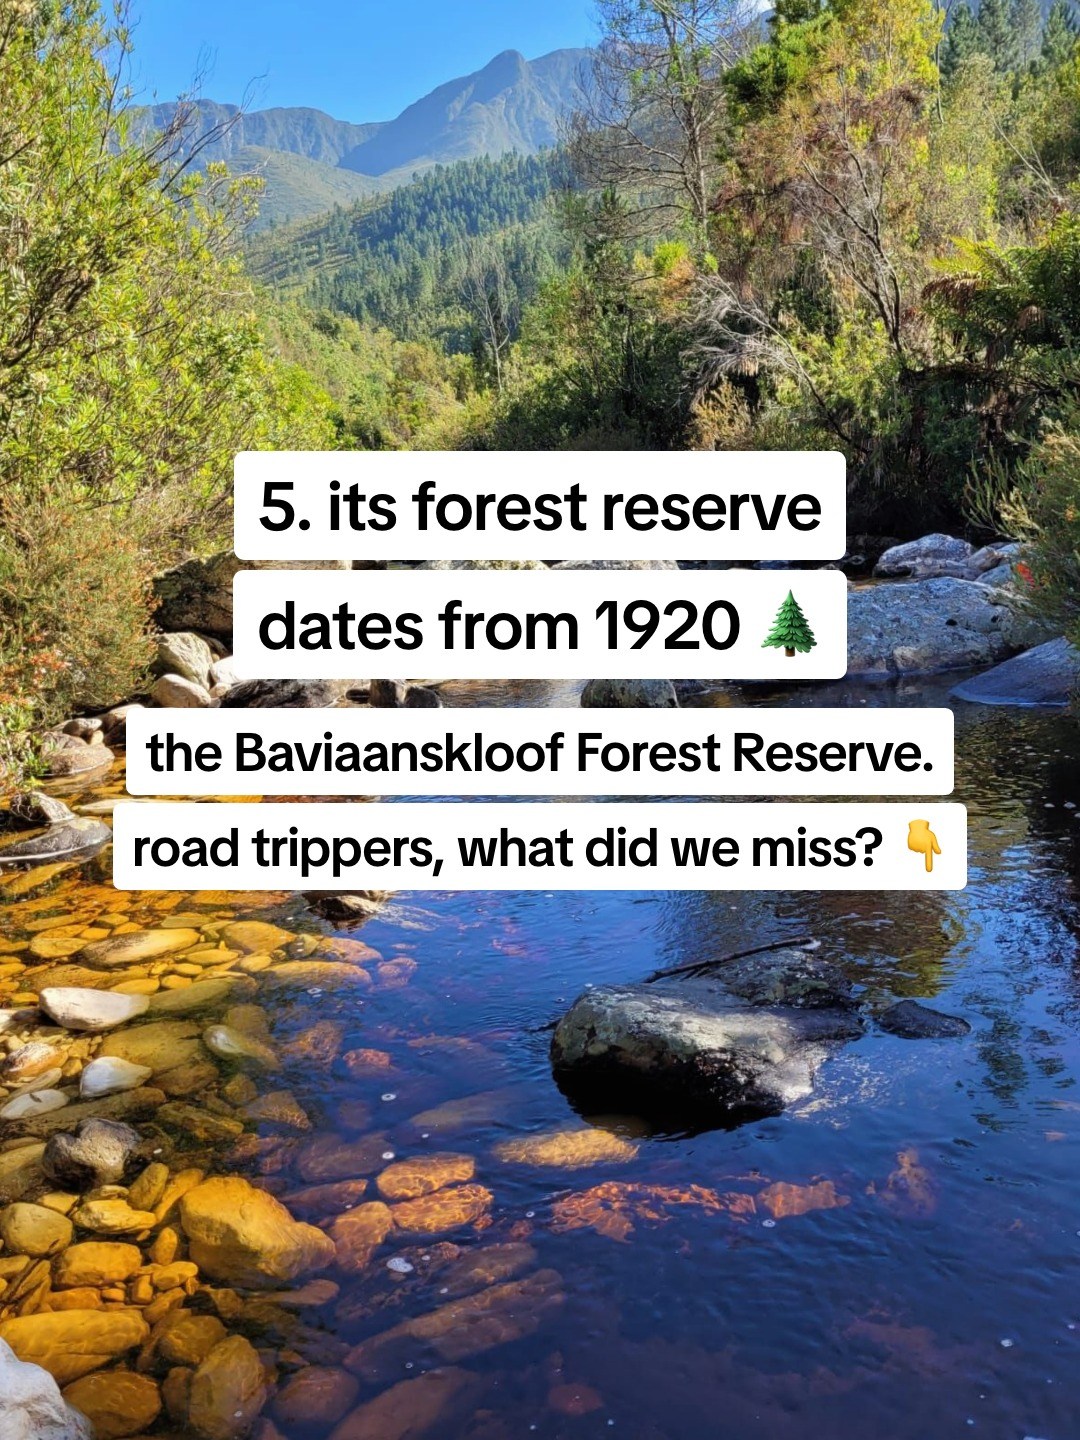 5. its forest reserve
dates from 1920 🌲
the Baviaanskloof Forest Reserve.
road trippers, what did we miss? 👇